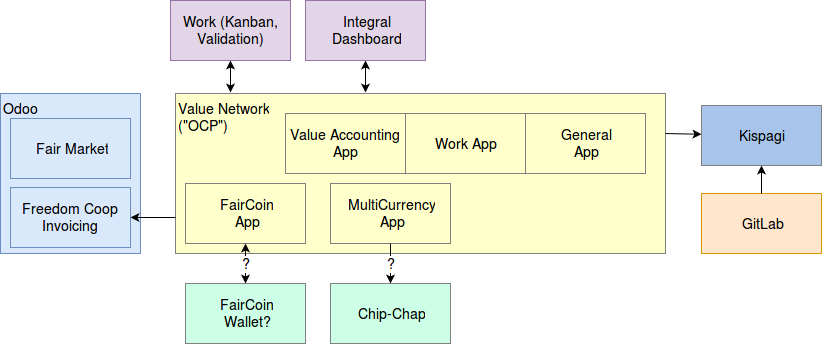 Work (Kanban,
Validation)
Integral
Dashboard
Odoo
Fair Market
Freedom Coop
Invoicing
Value Network
("OCP")
Value Accounting
App
Work App
General
App
FairCoin
App
MultiCurrency
App
Kispagi
GitLab
?
?
FairCoin
Wallet?
Chip-Chap